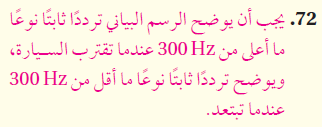 72. يجب أن يوضح الرسم البياني ترددًا ثابتًا نوعًا
ما أعلى من 300 Hz عندما تقترب السيارة،
ويوضح ترددًا ثابتًا نوعًا ما أقل من 300 Hz
عندما تبتعد.